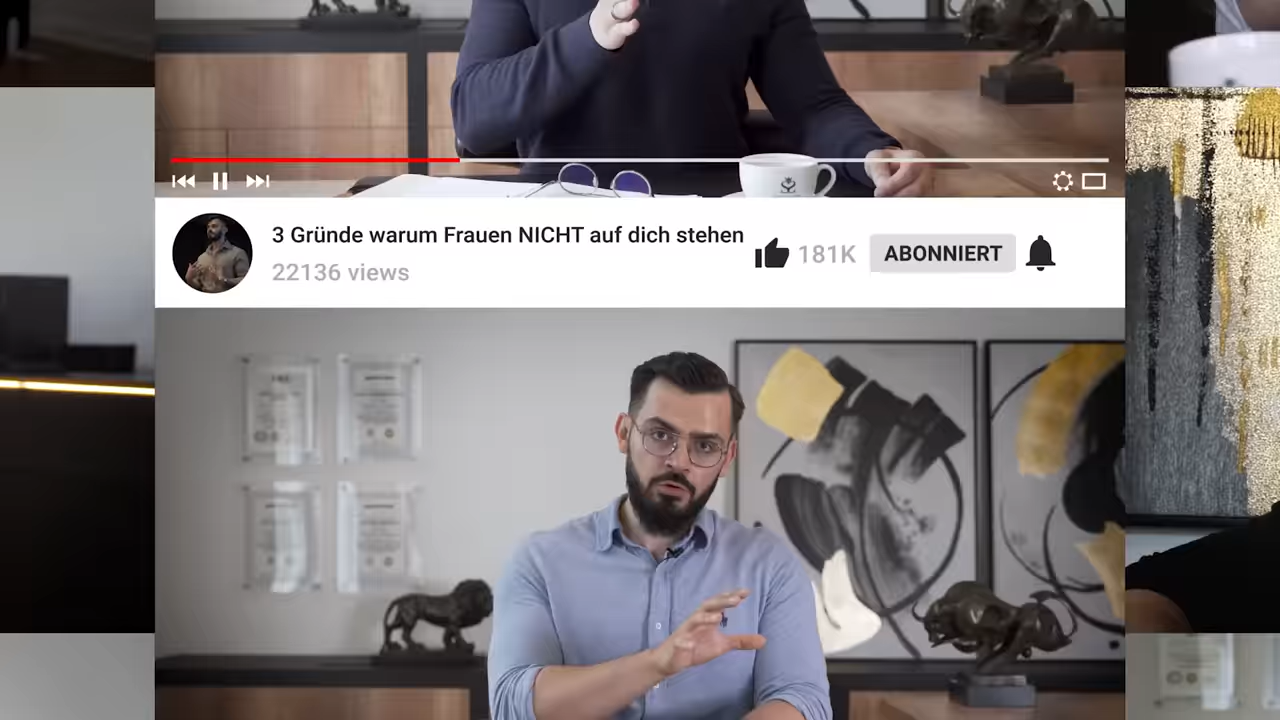 3 Gründe warum Frauen NICHT auf dich stehen
181K
ABONNIERT
22136 views